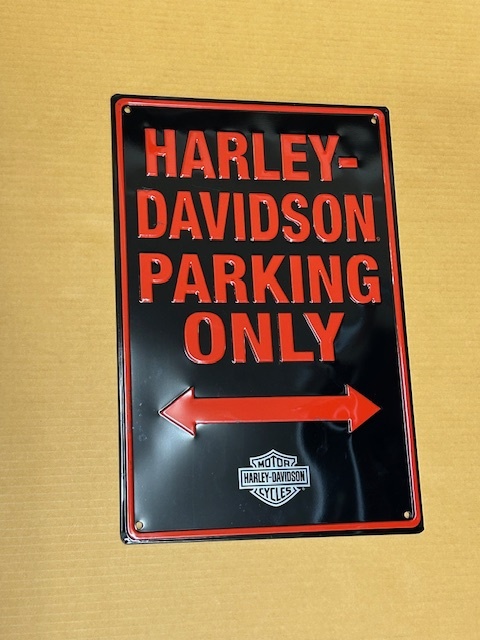 HARLEY-
DAVIDSON
PARKING
ONLY
MOTOR
HARLEY-DAVIDSON
CYCLES